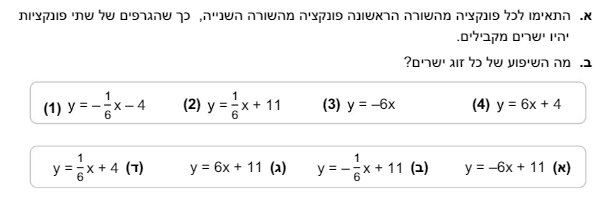 א. התאימו לכל פונקציה מהשורה הראשונה פונקציה מהשורה השנייה, כך שהגרפים של שתי פונקציות
יהיו ישרים מקבילים.
ב. מה השיפוע של כל זוג ישרים?
(1) y = −1/6x − 4 (2) y = 1/6x + 11 (3) y = −6x (4) y = 6x + 4
(א) y = −6x + 11 (ב) y = −1/6x + 11 (ג) y = 6x + 11 (ד) y = 1/6x + 4